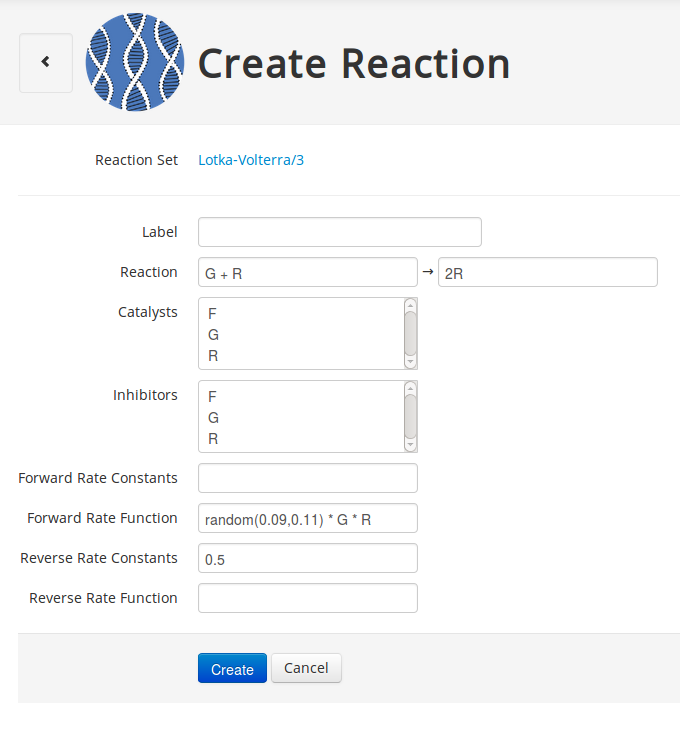 Create Reaction
Reaction Set Lotka-Volterra/3
Label
Reaction G + R → 2R
Catalysts F
G
R
Inhibitors F
G
R
Forward Rate Constants
Forward Rate Function random(0.09,0.11) * G * R
Reverse Rate Constants 0.5
Reverse Rate Function
Create Cancel